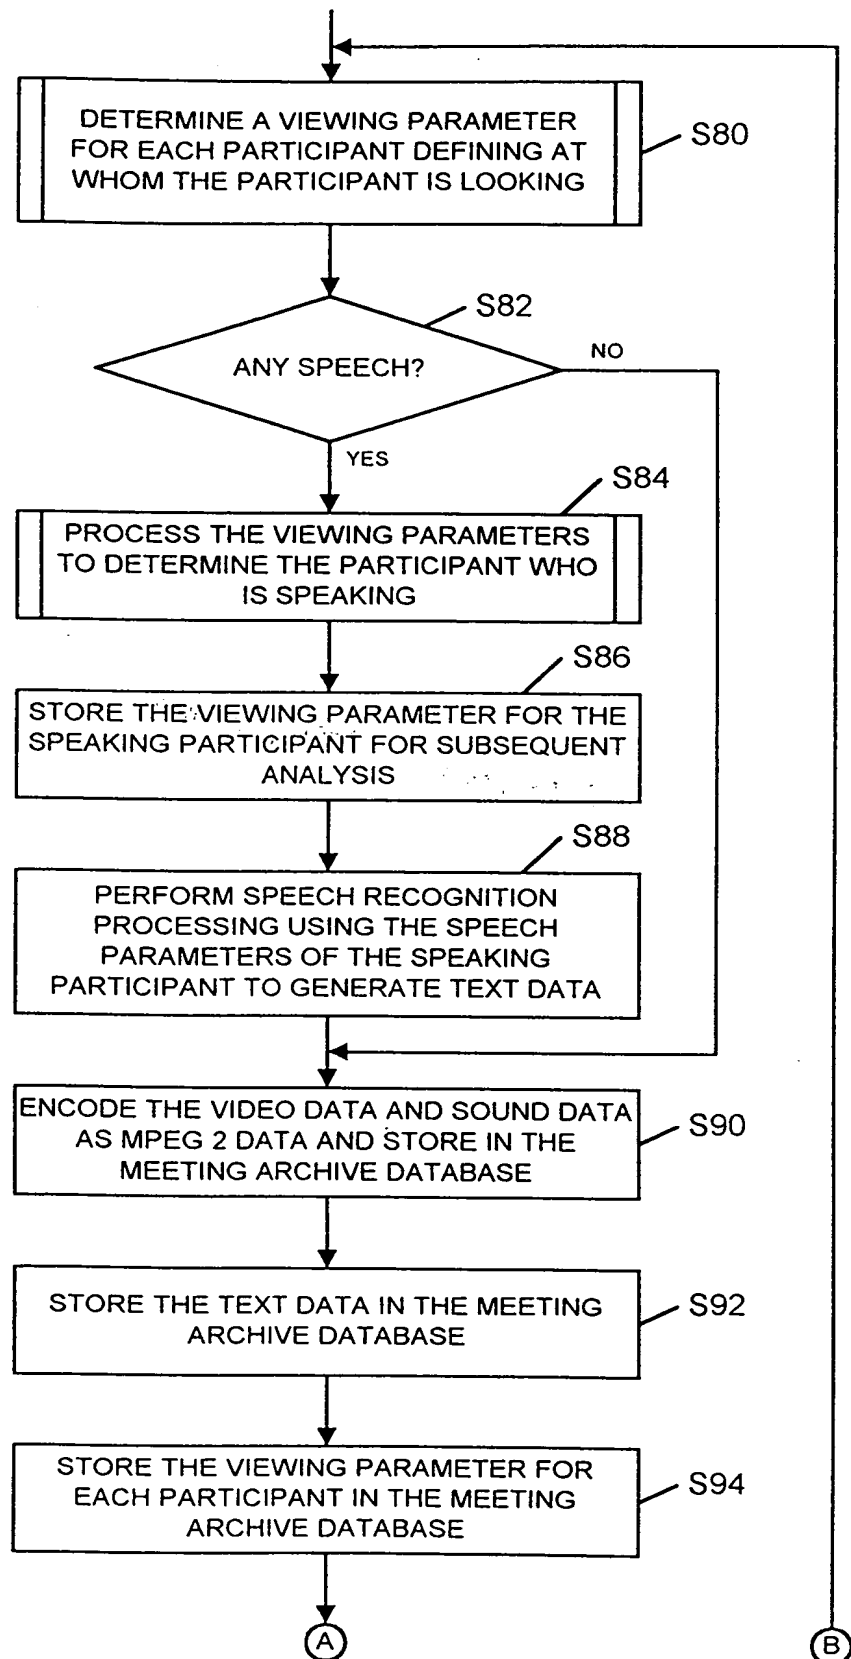 DETERMINE A VIEWING PARAMETER
FOR EACH PARTICIPANT DEFINING AT
WHOM THE PARTICIPANT IS LOOKING
S80
S82
ANY SPEECH?
NO
YES
S84
PROCESS THE VIEWING PARAMETERS
TO DETERMINE THE PARTICIPANT WHO
IS SPEAKING
S86
STORE THE VIEWING PARAMETER FOR THE
SPEAKING PARTICIPANT FOR SUBSEQUENT
ANALYSIS
S88
PERFORM SPEECH RECOGNITION
PROCESSING USING THE SPEECH
PARAMETERS OF THE SPEAKING
PARTICIPANT TO GENERATE TEXT DATA
ENCODE THE VIDEO DATA AND SOUND DATA
AS MPEG 2 DATA AND STORE IN THE
MEETING ARCHIVE DATABASE
S90
STORE THE TEXT DATA IN THE MEETING
ARCHIVE DATABASE
S92
STORE THE VIEWING PARAMETER FOR
EACH PARTICIPANT IN THE MEETING
ARCHIVE DATABASE
S94
A
B